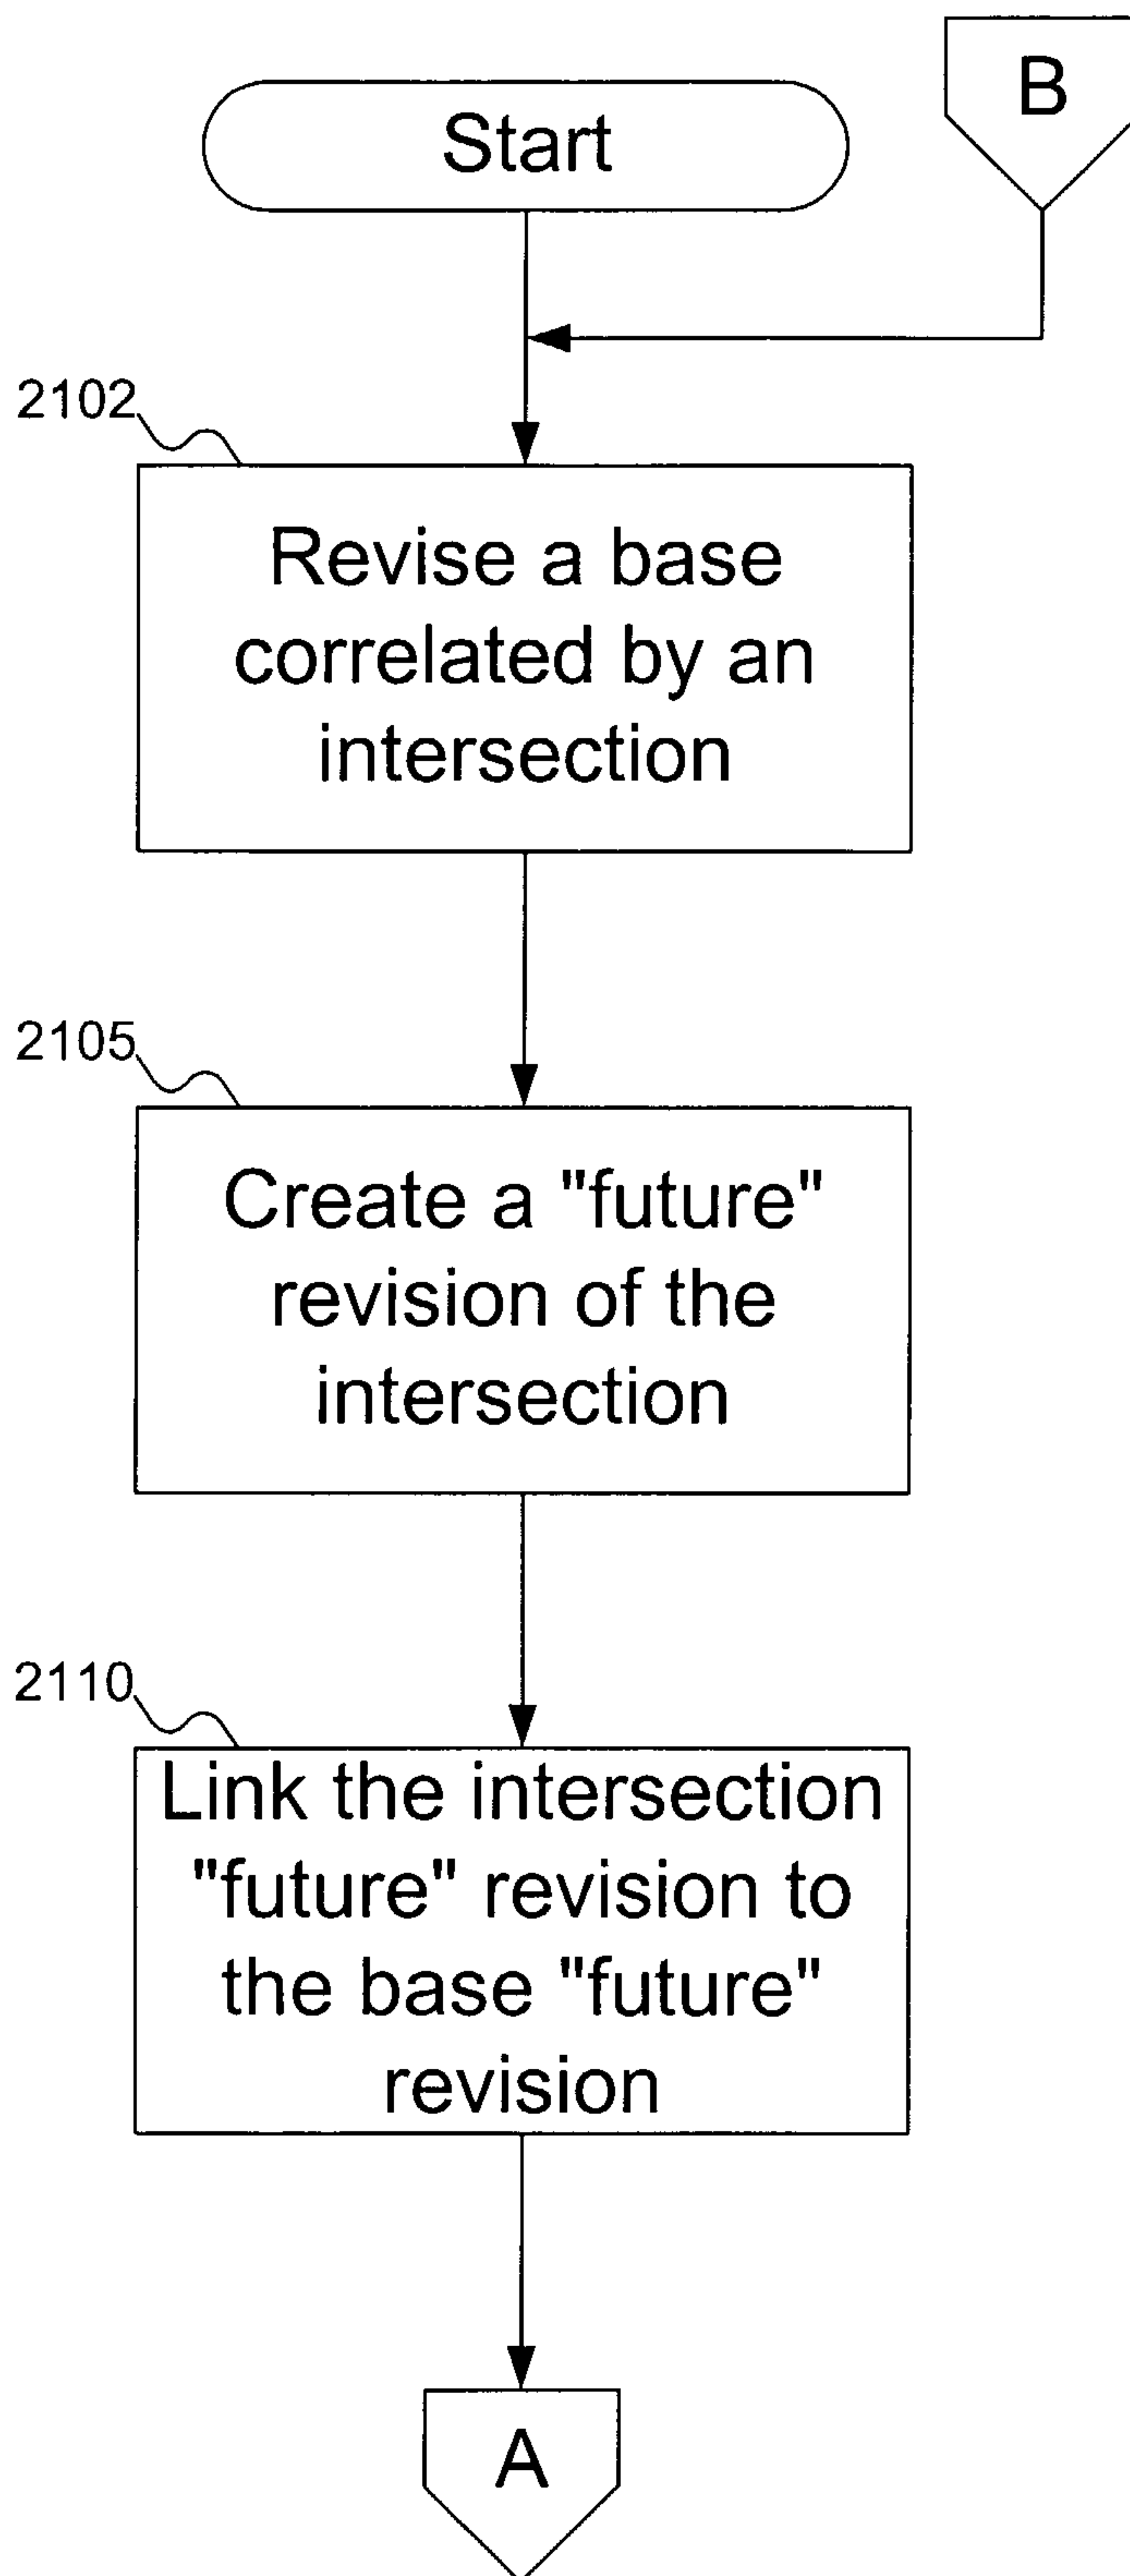 B
Start
2102
Revise a base
correlated by an
intersection
2105
Create a "future"
revision of the
intersection
2110
Link the intersection
"future" revision to
the base "future"
revision
A